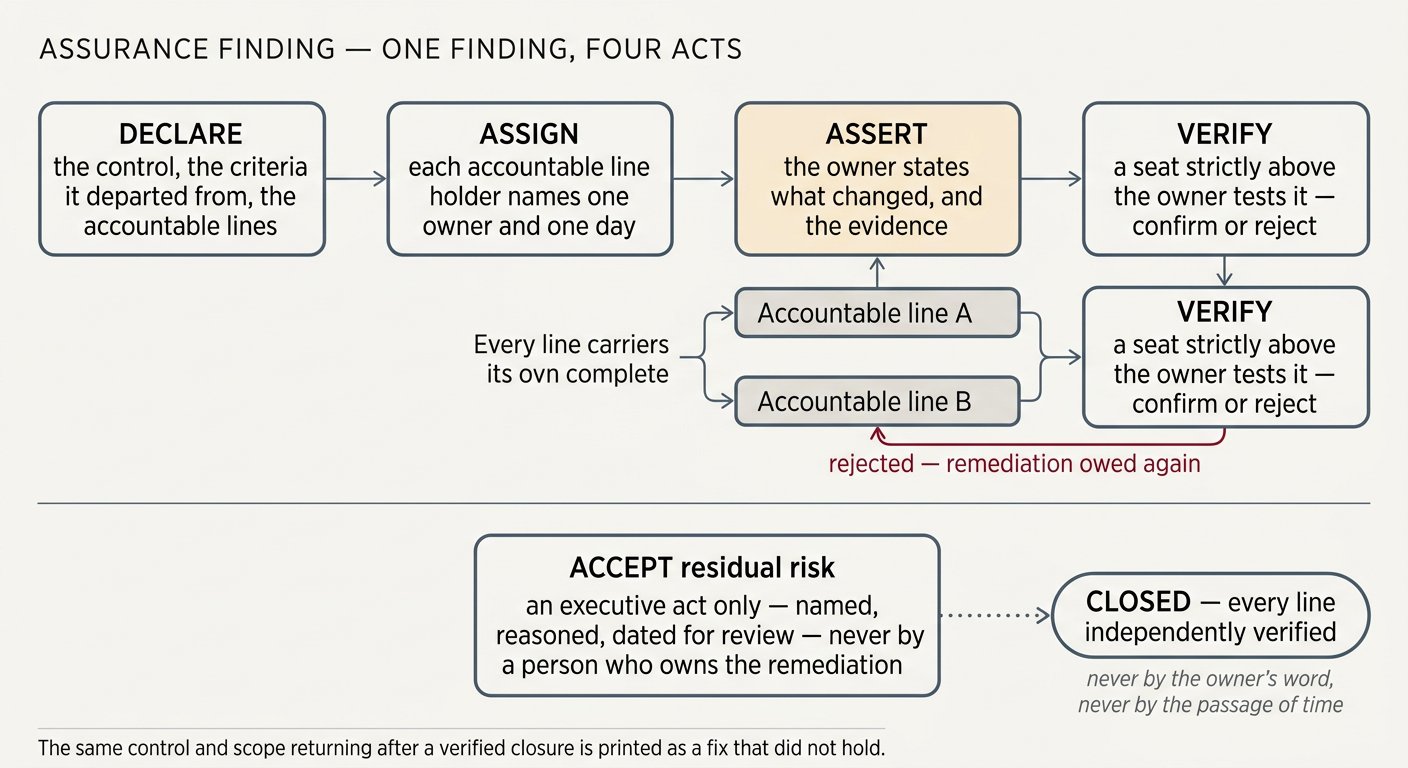 ASSURANCE FINDING — ONE FINDING, FOUR ACTS
DECLARE
the control, the criteria
it departed from, the
accountable lines
ASSIGN
each accountable line
holder names one
owner and one day
ASSERT
the owner states
what changed, and
the evidence
VERIFY
a seat strictly above
the owner tests it —
confirm or reject
Every line carriers
its ovn complete
Accountable line A
Accountable line B
VERIFY
a seat strictly above
the owner tests it —
confirm or reject
rejected — remediation owed again
ACCEPT residual risk
an executive act only — named,
reasoned, dated for review — never by
a person who owns the remediation
CLOSED — every line
independently verified
never by the owner's word,
never by the passage of time
The same control and scope returning after a verified closure is printed as a fix that did not hold.